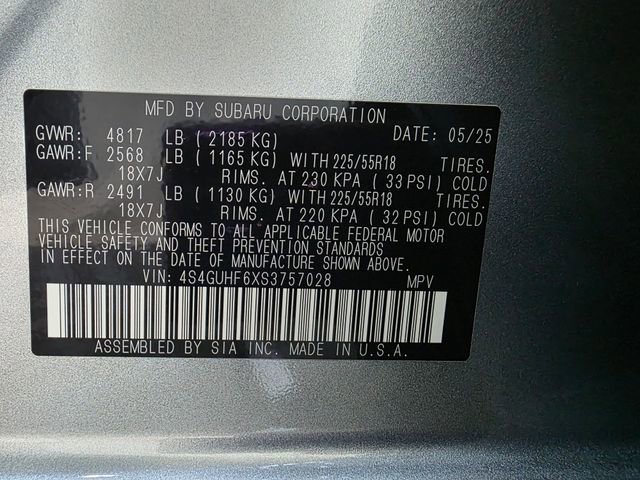 MFD BY SUBARU CORPORATION
GVWR: 4817 LB ( 2185 KG) DATE: 05/25
GAWR:F 2568 LB ( 1165 KG) WITH 225/55R18 TIRES.
18X7J RIMS. AT 230 KPA ( 33 PSI) COLD
GAWR:R 2491 LB ( 1130 KG) WITH 225/55R18 TIRES.
18X7J RIMS. AT 220 KPA ( 32 PSI) COLD
THIS VEHICLE CONFORMS TO ALL APPLICABLE FEDERAL MOTOR
VEHICLE SAFETY AND THEFT PREVENTION STANDARDS
IN EFFECT ON THE DATE OF MANUFACTURE SHOWN ABOVE.
VIN: 4S4GUHF6XS3757028 MPV
ASSEMBLED BY SIA INC. MADE IN U.S.A.